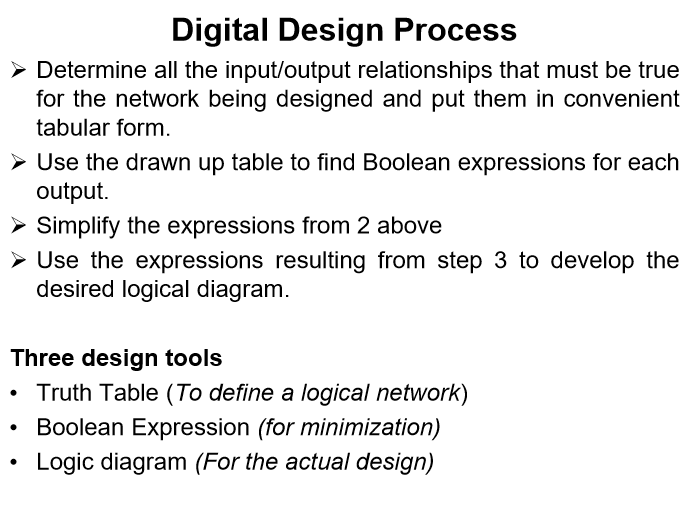 Digital Design Process
➢ Determine all the input/output relationships that must be true
for the network being designed and put them in convenient
tabular form.
➢ Use the drawn up table to find Boolean expressions for each
output.
➢ Simplify the expressions from 2 above
➢ Use the expressions resulting from step 3 to develop the
desired logical diagram.
Three design tools
• Truth Table (To define a logical network)
• Boolean Expression (for minimization)
• Logic diagram (For the actual design)